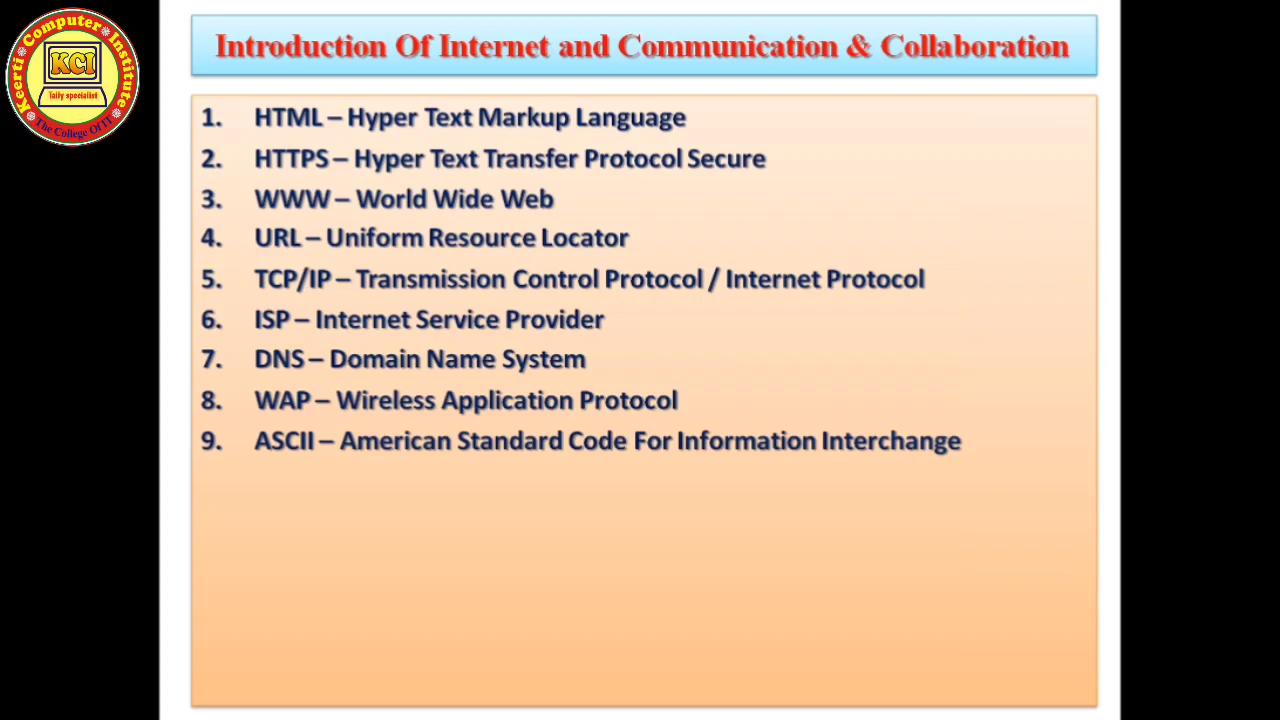 Keerti Computer Institute
KCI
Tally specialist
The College Of IT
Introduction Of Internet and Communication & Collaboration
1. HTML – Hyper Text Markup Language
2. HTTPS – Hyper Text Transfer Protocol Secure
3. WWW – World Wide Web
4. URL – Uniform Resource Locator
5. TCP/IP – Transmission Control Protocol / Internet Protocol
6. ISP – Internet Service Provider
7. DNS – Domain Name System
8. WAP – Wireless Application Protocol
9. ASCII – American Standard Code For Information Interchange